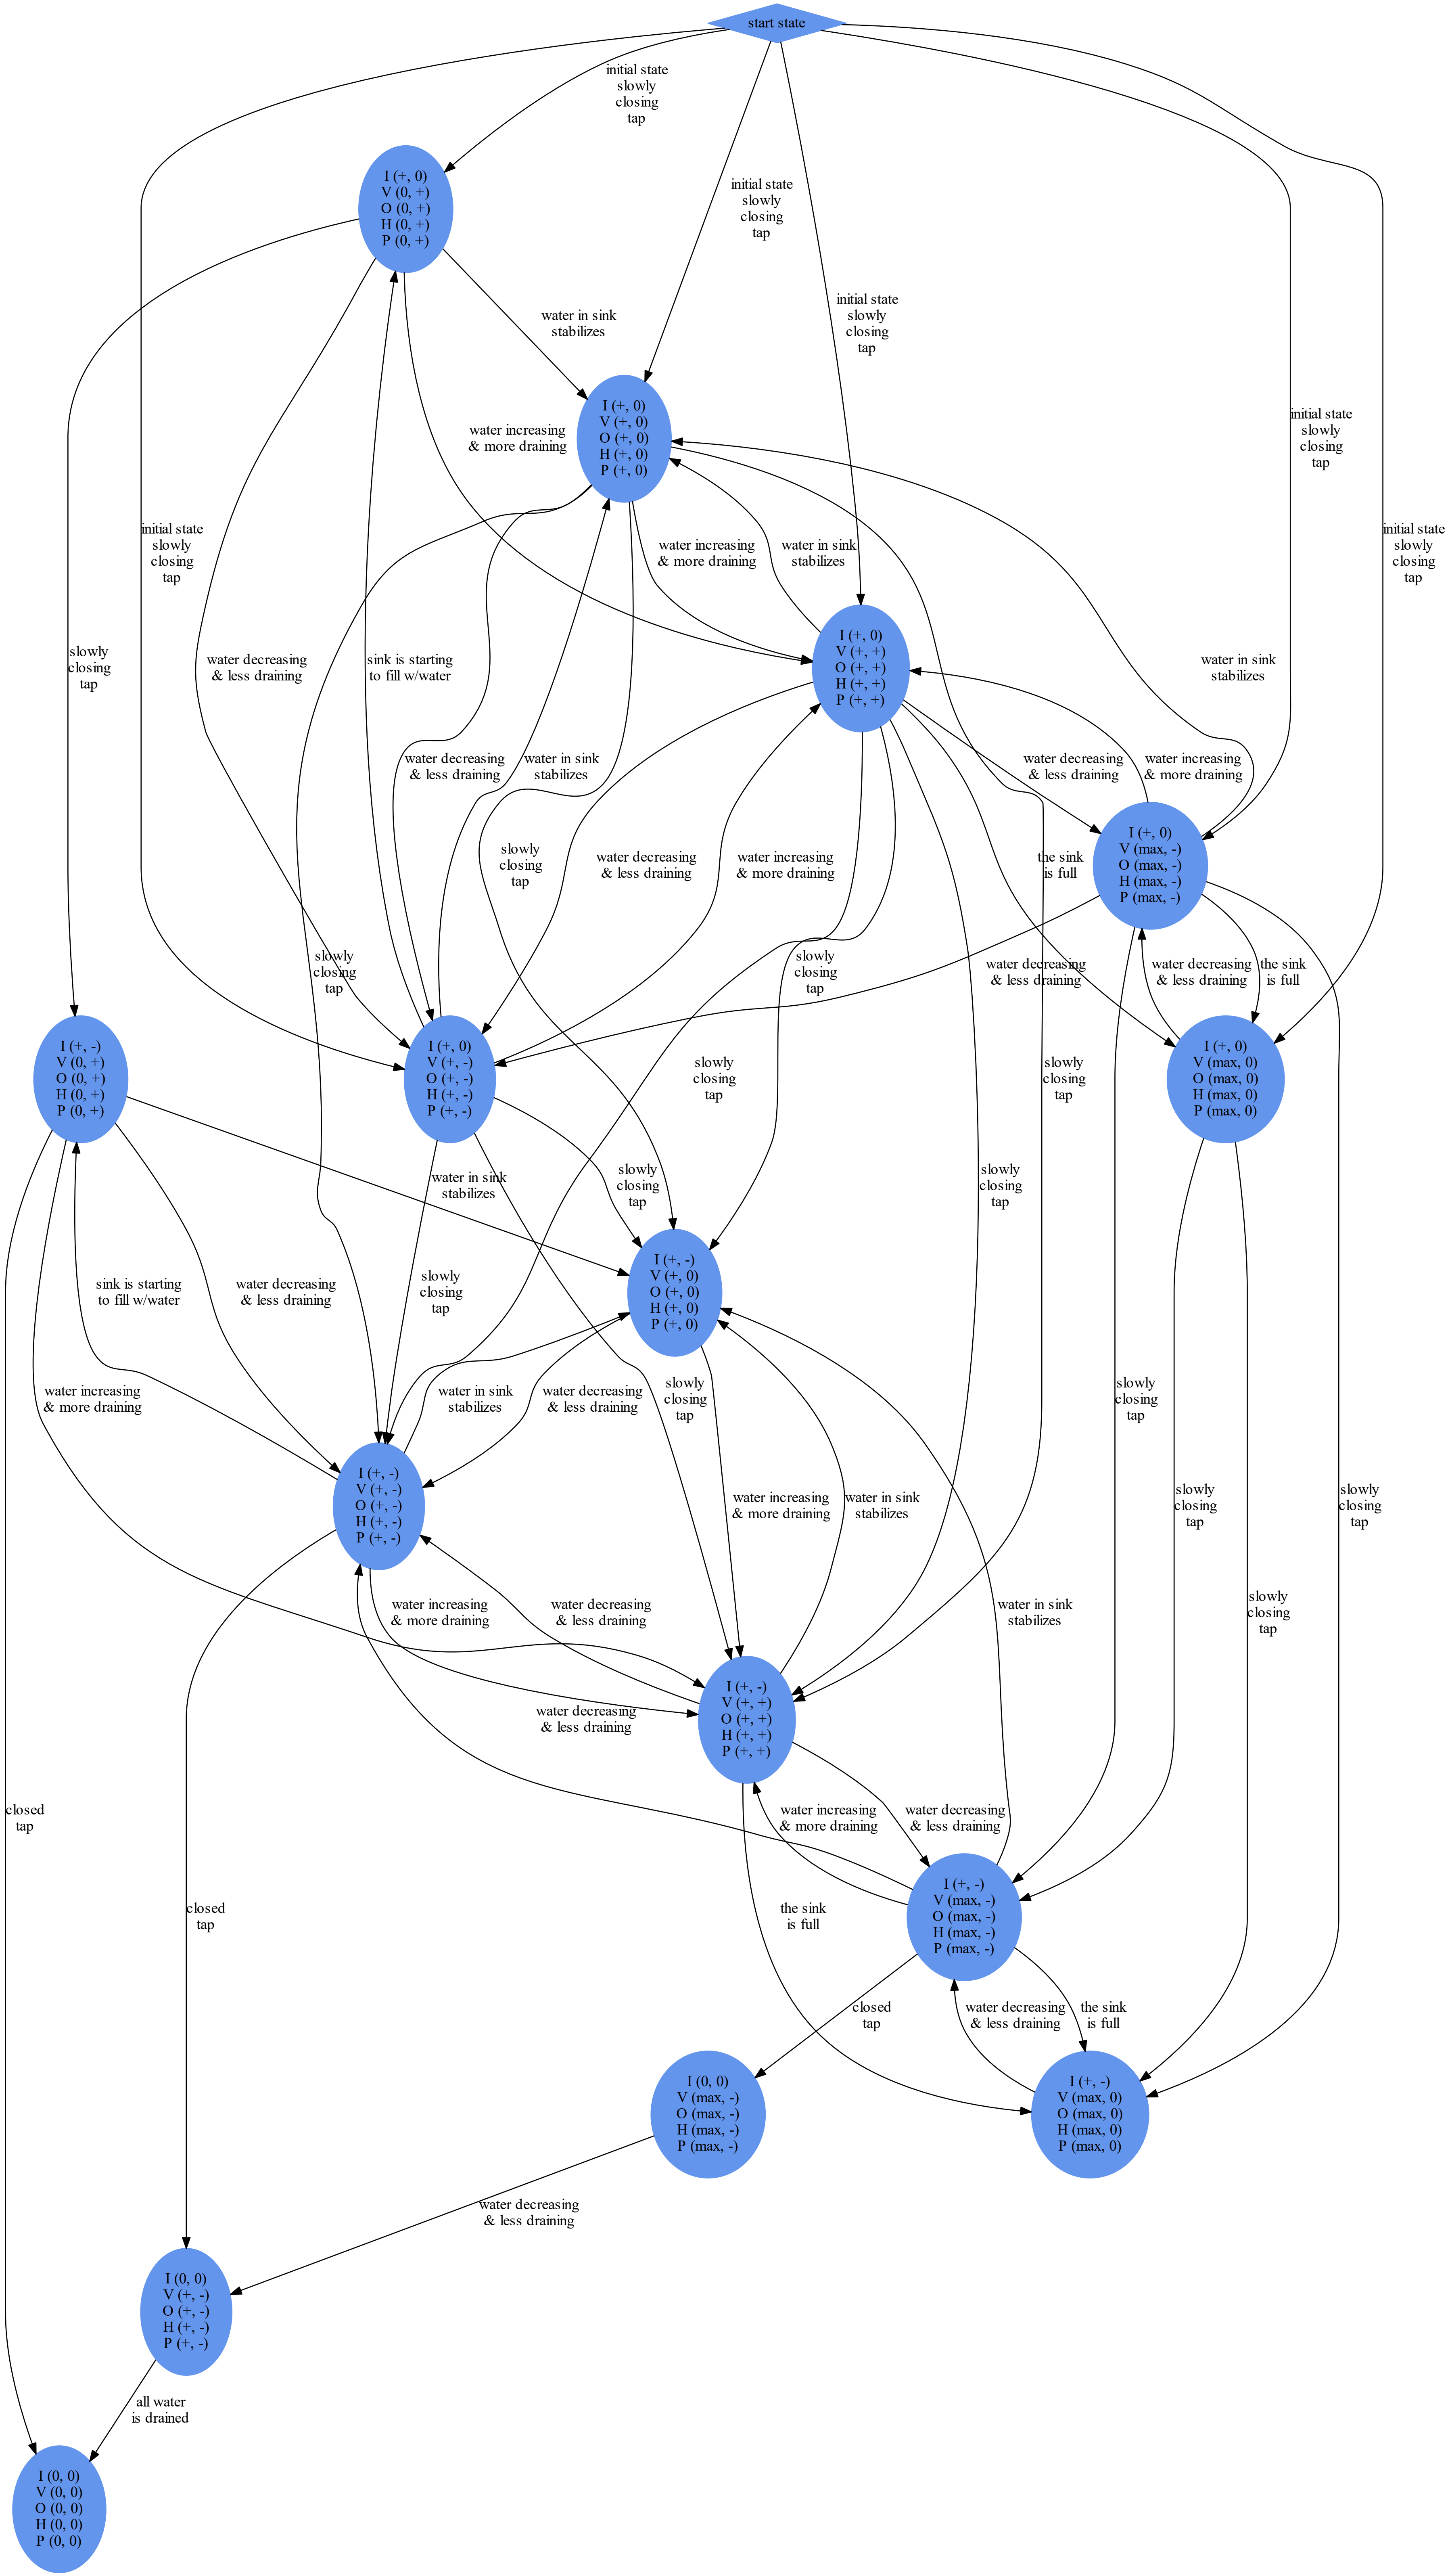 start state
initial state
slowly
closing
tap
I (+, 0)
V (0, +)
O (0, +)
H (0, +)
P (0, +)
initial state
slowly
closing
tap
initial state
slowly
closing
tap
water in sink
stabilizes
I (+, 0)
V (+, 0)
O (+, 0)
H (+, 0)
P (+, 0)
water increasing
& more draining
initial state
slowly
closing
tap
initial state
slowly
closing
tap
water increasing
& more draining
water in sink
stabilizes
initial state
slowly
closing
tap
slowly
closing
tap
water decreasing
& less draining
sink is starting
to fill w/water
I (+, 0)
V (+, +)
O (+, +)
H (+, +)
P (+, +)
water in sink
stabilizes
water decreasing
& less draining
water in sink
stabilizes
water decreasing
& less draining
water increasing
& more draining
slowly
closing
tap
water decreasing
& less draining
water increasing
& more draining
the sink
is full
I (+, 0)
V (max, -)
O (max, -)
H (max, -)
P (max, -)
slowly
closing
tap
slowly
closing
tap
water decreasing
& less draining
water decreasing
& less draining
the sink
is full
I (+, -)
V (0, +)
O (0, +)
H (0, +)
P (0, +)
I (+, 0)
V (+, -)
O (+, -)
H (+, -)
P (+, -)
slowly
closing
tap
slowly
closing
tap
I (+, 0)
V (max, 0)
O (max, 0)
H (max, 0)
P (max, 0)
water in sink
stabilizes
slowly
closing
tap
slowly
closing
tap
sink is starting
to fill w/water
water decreasing
& less draining
slowly
closing
tap
I (+, -)
V (+, 0)
O (+, 0)
H (+, 0)
P (+, 0)
water increasing
& more draining
water in sink
stabilizes
water decreasing
& less draining
slowly
closing
tap
slowly
closing
tap
I (+, -)
V (+, -)
O (+, -)
H (+, -)
P (+, -)
water increasing
& more draining
water in sink
stabilizes
slowly
closing
tap
slowly
closing
tap
water increasing
& more draining
water decreasing
& less draining
water in sink
stabilizes
slowly
closing
tap
water decreasing
& less draining
I (+, -)
V (+, +)
O (+, +)
H (+, +)
P (+, +)
closed
tap
water increasing
& more draining
water decreasing
& less draining
closed
tap
the sink
is full
I (+, -)
V (max, -)
O (max, -)
H (max, -)
P (max, -)
closed
tap
water decreasing
& less draining
the sink
is full
I (0, 0)
V (max, -)
O (max, -)
H (max, -)
P (max, -)
I (+, -)
V (max, 0)
O (max, 0)
H (max, 0)
P (max, 0)
water decreasing
& less draining
I (0, 0)
V (+, -)
O (+, -)
H (+, -)
P (+, -)
all water
is drained
I (0, 0)
V (0, 0)
O (0, 0)
H (0, 0)
P (0, 0)